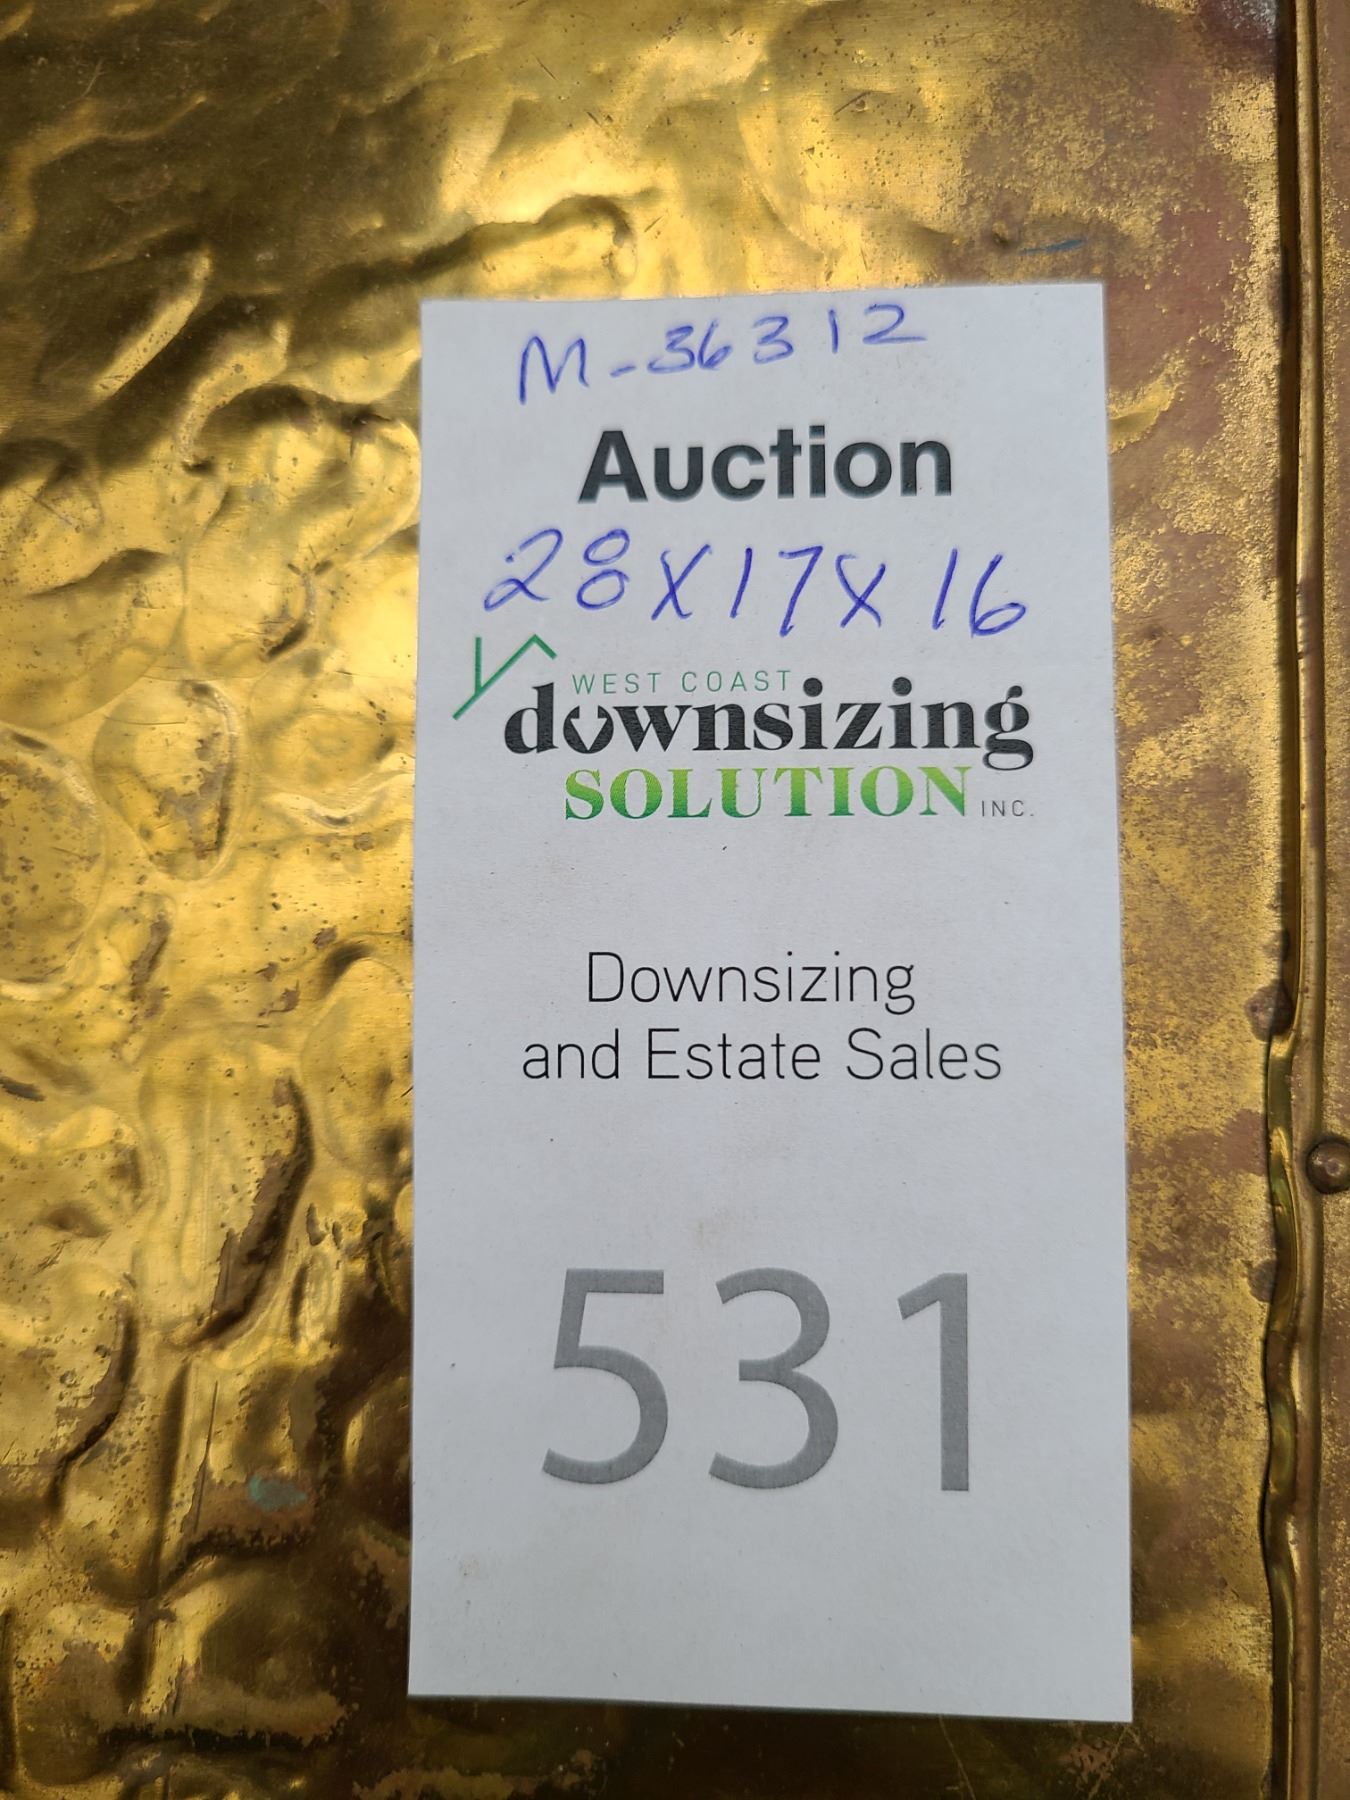 M-36312
Auction
28X17X16
WEST COAST
downsizing
SOLUTION INC.
Downsizing
and Estate Sales
531